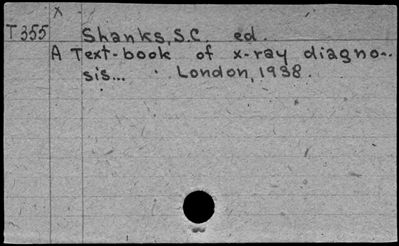 x
T355 Shanks, S.C. ed.
A Text-book of x-ray diagno-
sis... London, 1938.